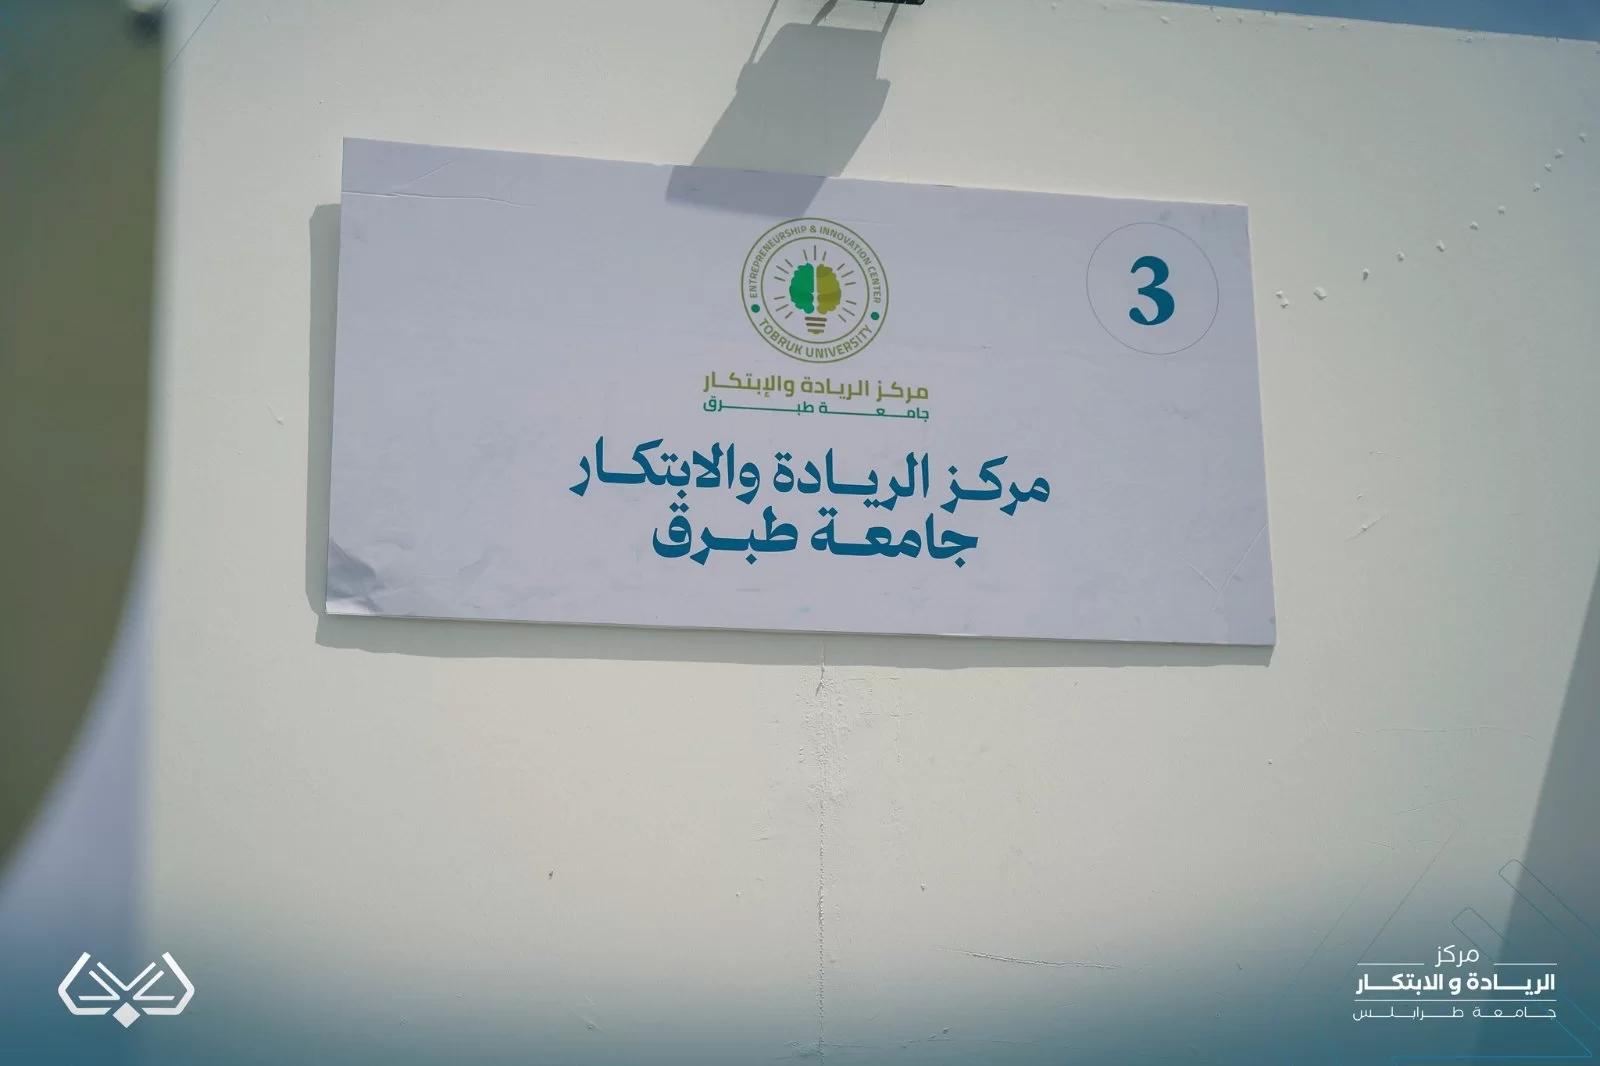 ENTREPRENEURSHIP & INNOVATION CENTER
TOBRUK UNIVERSITY
3
مركز الريادة والإبتكار
جامعة طبرق
مركز الريادة والابتكار
جامعة طبرق
مركز
الريادة و الابتكار
جامعة طرابلس